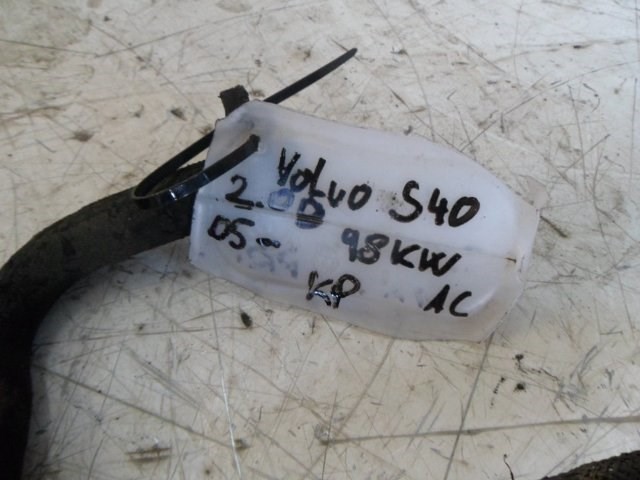 Volvo S40
2.0D
05- 98KW
KP AC